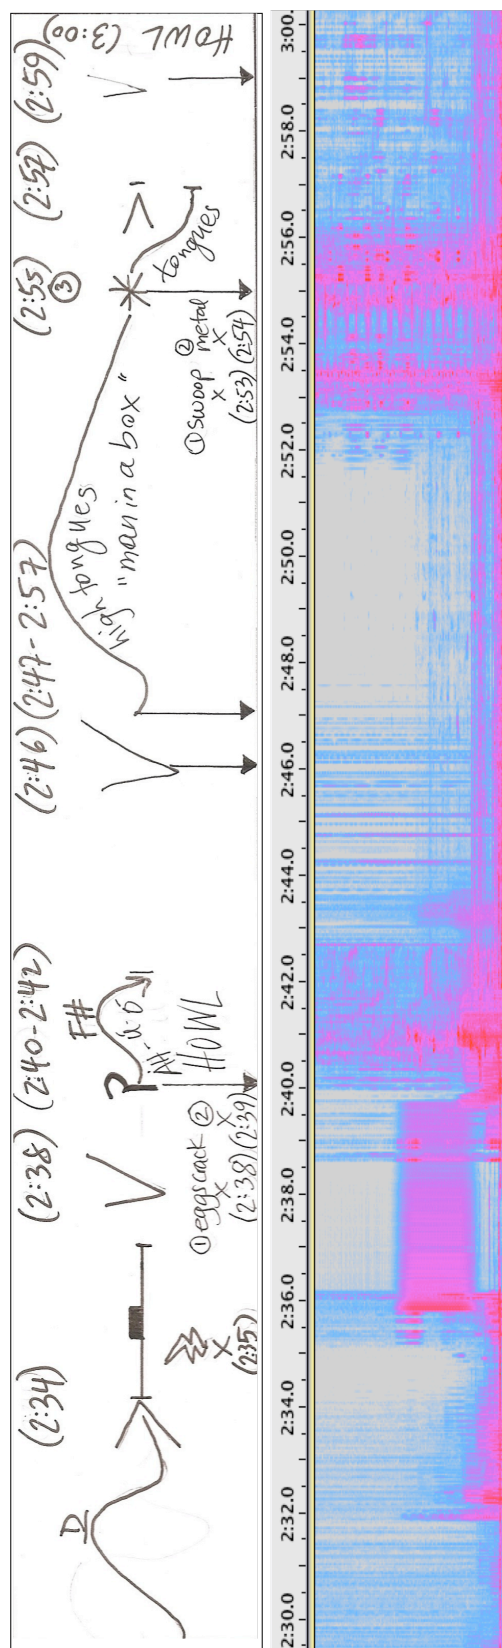 (2:34) (2:38) (2:40-2:42) (2:46) (2:47-2:57) (2:55) (2:57) (2:59) HOWL (3:00)
③
D
F#
AH-
HOWL
high tongues
"man in a box"
tongues
(2:35)
① eggscrack ②
X X
(2:38) (2:39)
① swoop ② metal
X X
(2:53) (2:54)
X
2:30.0 2:32.0 2:34.0 2:36.0 2:38.0 2:40.0 2:42.0 2:44.0 2:46.0 2:48.0 2:50.0 2:52.0 2:54.0 2:56.0 2:58.0 3:00.